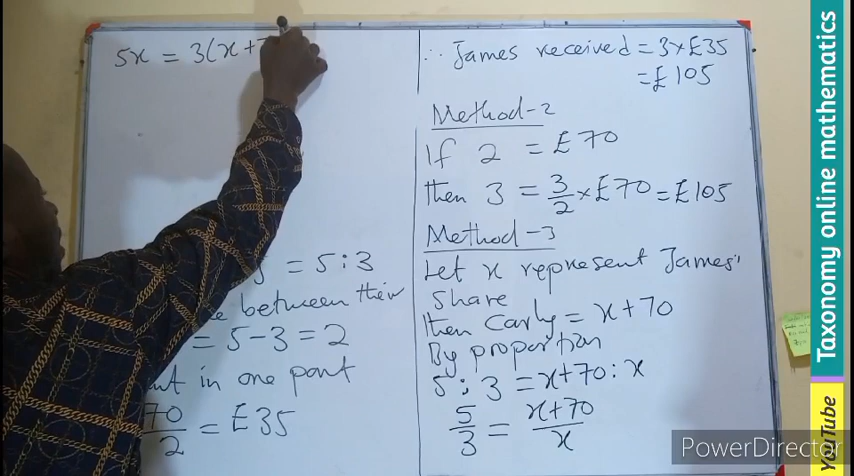 5x = 3(x+7
= 5:3
between their
= 5-3=2
in one part
70/2 = £35
∴ James received = 3×£35
= £105
Method-2
If 2 = £70
then 3 = 3/2 × £70 = £105
Method-3
Let x represent James'
share
then Carly = x+70
By proportion
5:3 = x+70:x
5/3 = x+70/x
Taxonomy online mathematics
YouTube
PowerDirector